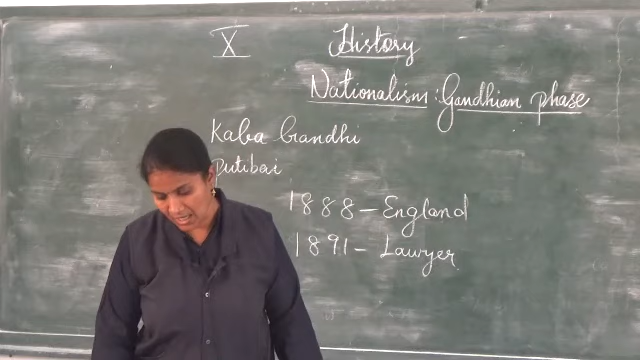 X History
Nationalism: Gandhian phase
Kaba Gandhi
putibai
1888 – England
1891 – Lawyer